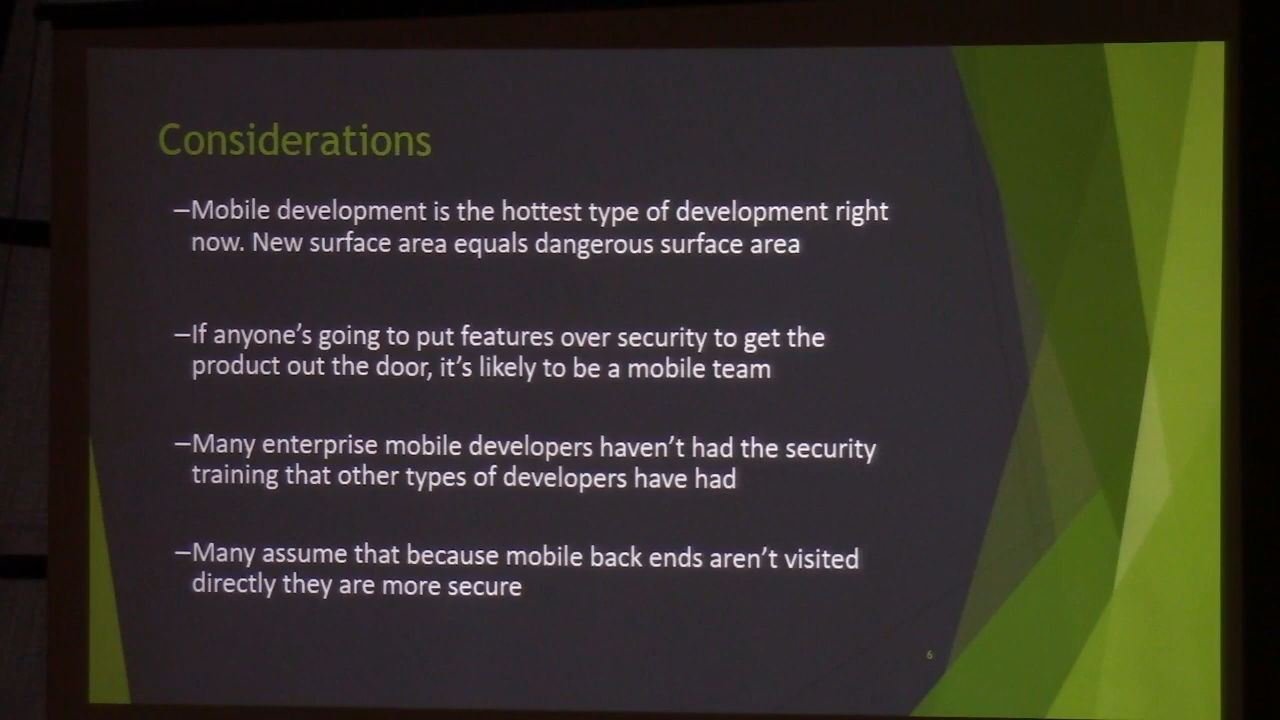 Considerations
–Mobile development is the hottest type of development right
now. New surface area equals dangerous surface area
–If anyone’s going to put features over security to get the
product out the door, it’s likely to be a mobile team
–Many enterprise mobile developers haven’t had the security
training that other types of developers have had
–Many assume that because mobile back ends aren’t visited
directly they are more secure
6